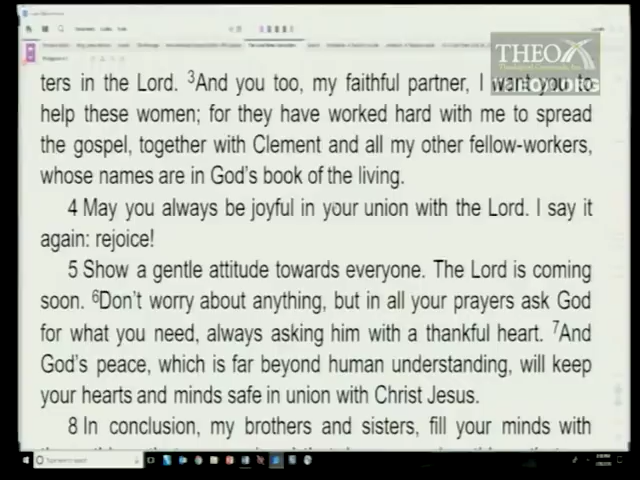 THEOX
ters in the Lord. ³And you too, my faithful partner, I want you to
help these women; for they have worked hard with me to spread
the gospel, together with Clement and all my other fellow-workers,
whose names are in God's book of the living.
4 May you always be joyful in your union with the Lord. I say it
again: rejoice!
5 Show a gentle attitude towards everyone. The Lord is coming
soon. ⁶Don't worry about anything, but in all your prayers ask God
for what you need, always asking him with a thankful heart. ⁷And
God's peace, which is far beyond human understanding, will keep
your hearts and minds safe in union with Christ Jesus.
8 In conclusion, my brothers and sisters, fill your minds with